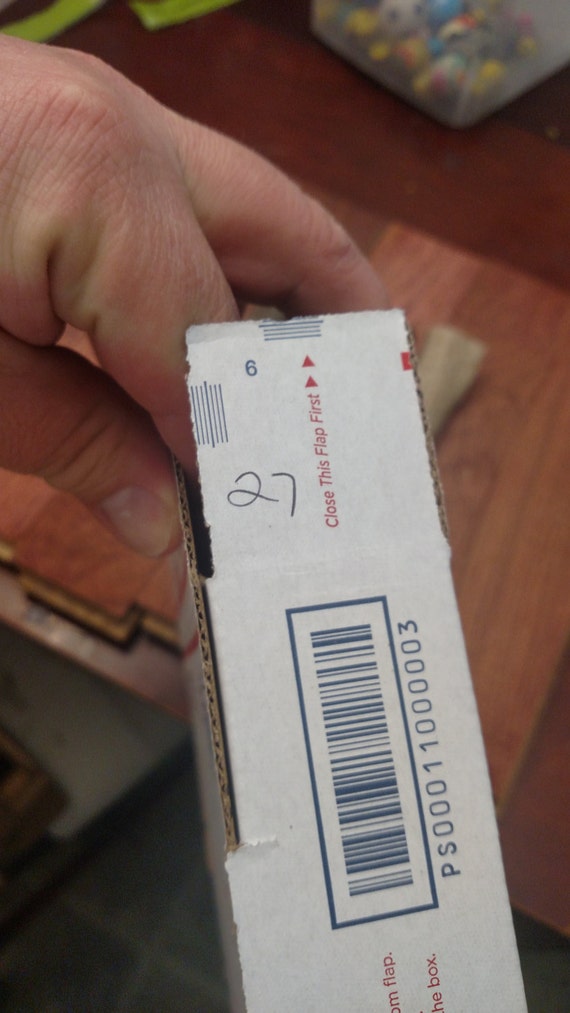 6
27
Close This Flap First ▶▶
PS00011000003
om flap.
he box.